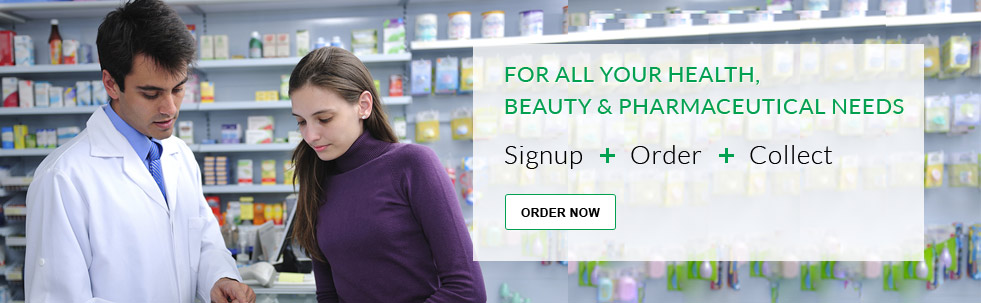 FOR ALL YOUR HEALTH,
BEAUTY & PHARMACEUTICAL NEEDS
Signup + Order + Collect
ORDER NOW